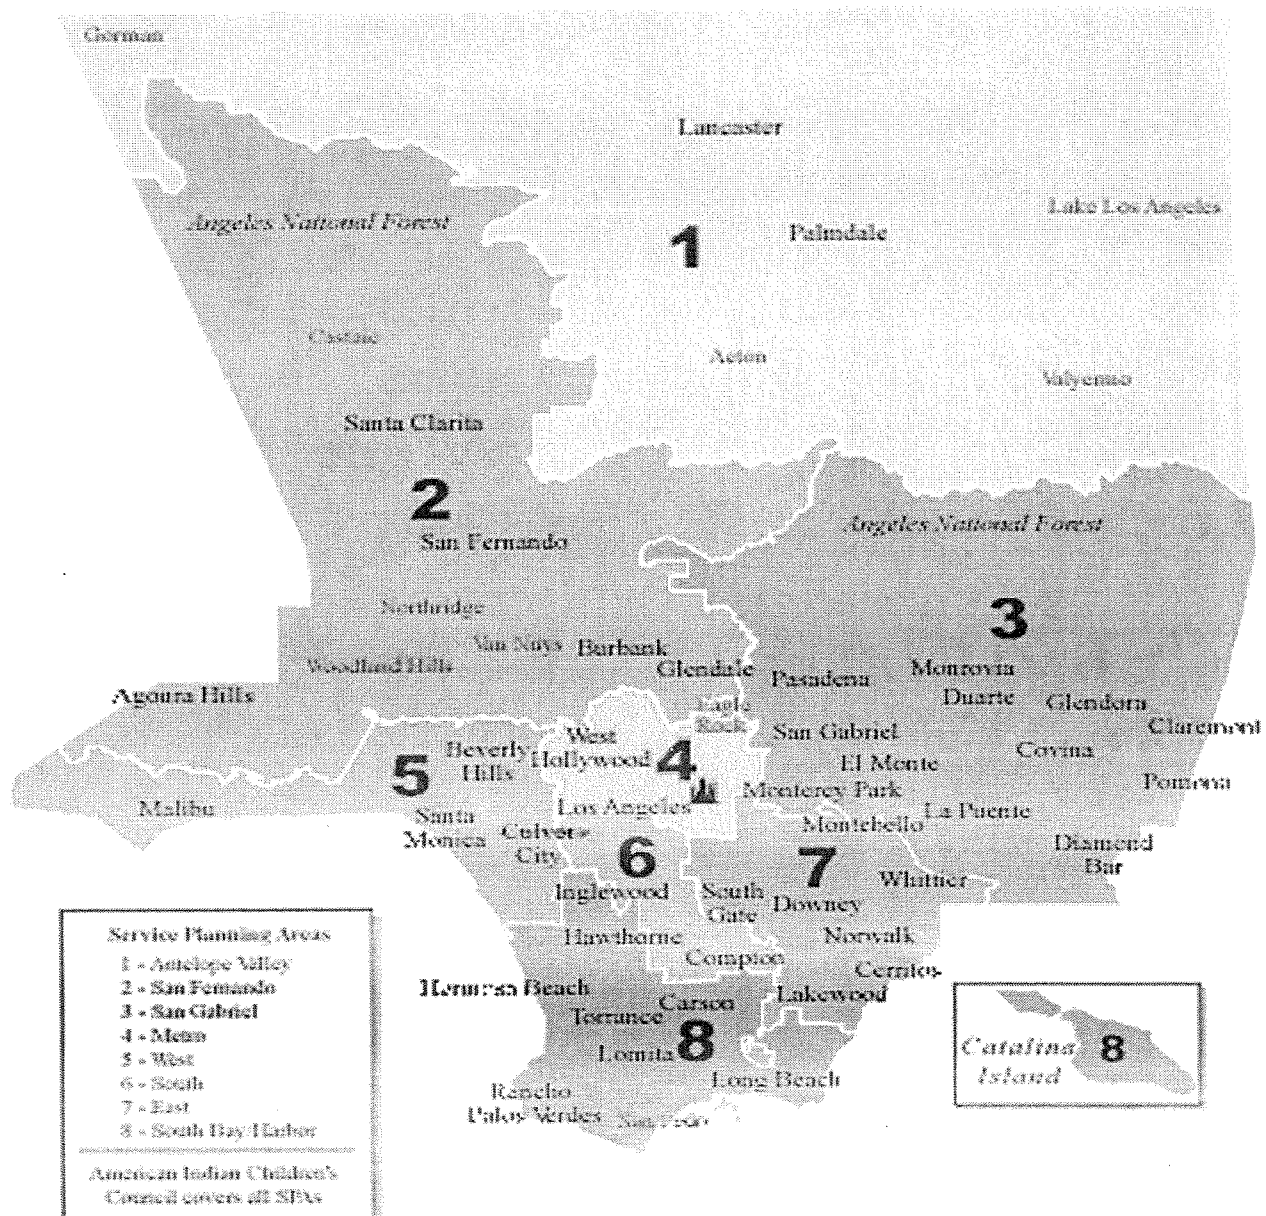 Gorman
Lancaster
Lake Los Angeles
Angeles National Forest
1
Palmdale
Castaic
Acton
Valyermo
Santa Clarita
2
San Fernando
Angeles National Forest
Northridge
3
Van Nuys
Burbank
Woodland Hills
Glendale
Pasadena
Monrovia
Agoura Hills
Duarte
Glendora
Eagle
Rock
Claremont
West
Hollywood
San Gabriel
Beverly
Hills
4
Covina
5
El Monte
Pomona
Monterey Park
Malibu
Los Angeles
La Puente
Santa
Monica
Montebello
Culver
City
Diamond
Bar
6
7
Whittier
Inglewood
South
Gate
Downey
Hawthorne
Norwalk
Compton
Cerritos
Hermosa Beach
Lakewood
Carson
Torrance
8
Lomita
Long Beach
Rancho
Palos Verdes
San Pedro
Catalina
Island
8
Service Planning Areas
1 - Antelope Valley
2 - San Fernando
3 - San Gabriel
4 - Metro
5 - West
6 - South
7 - East
8 - South Bay/Harbor
American Indian Children's
Council covers all SPAs